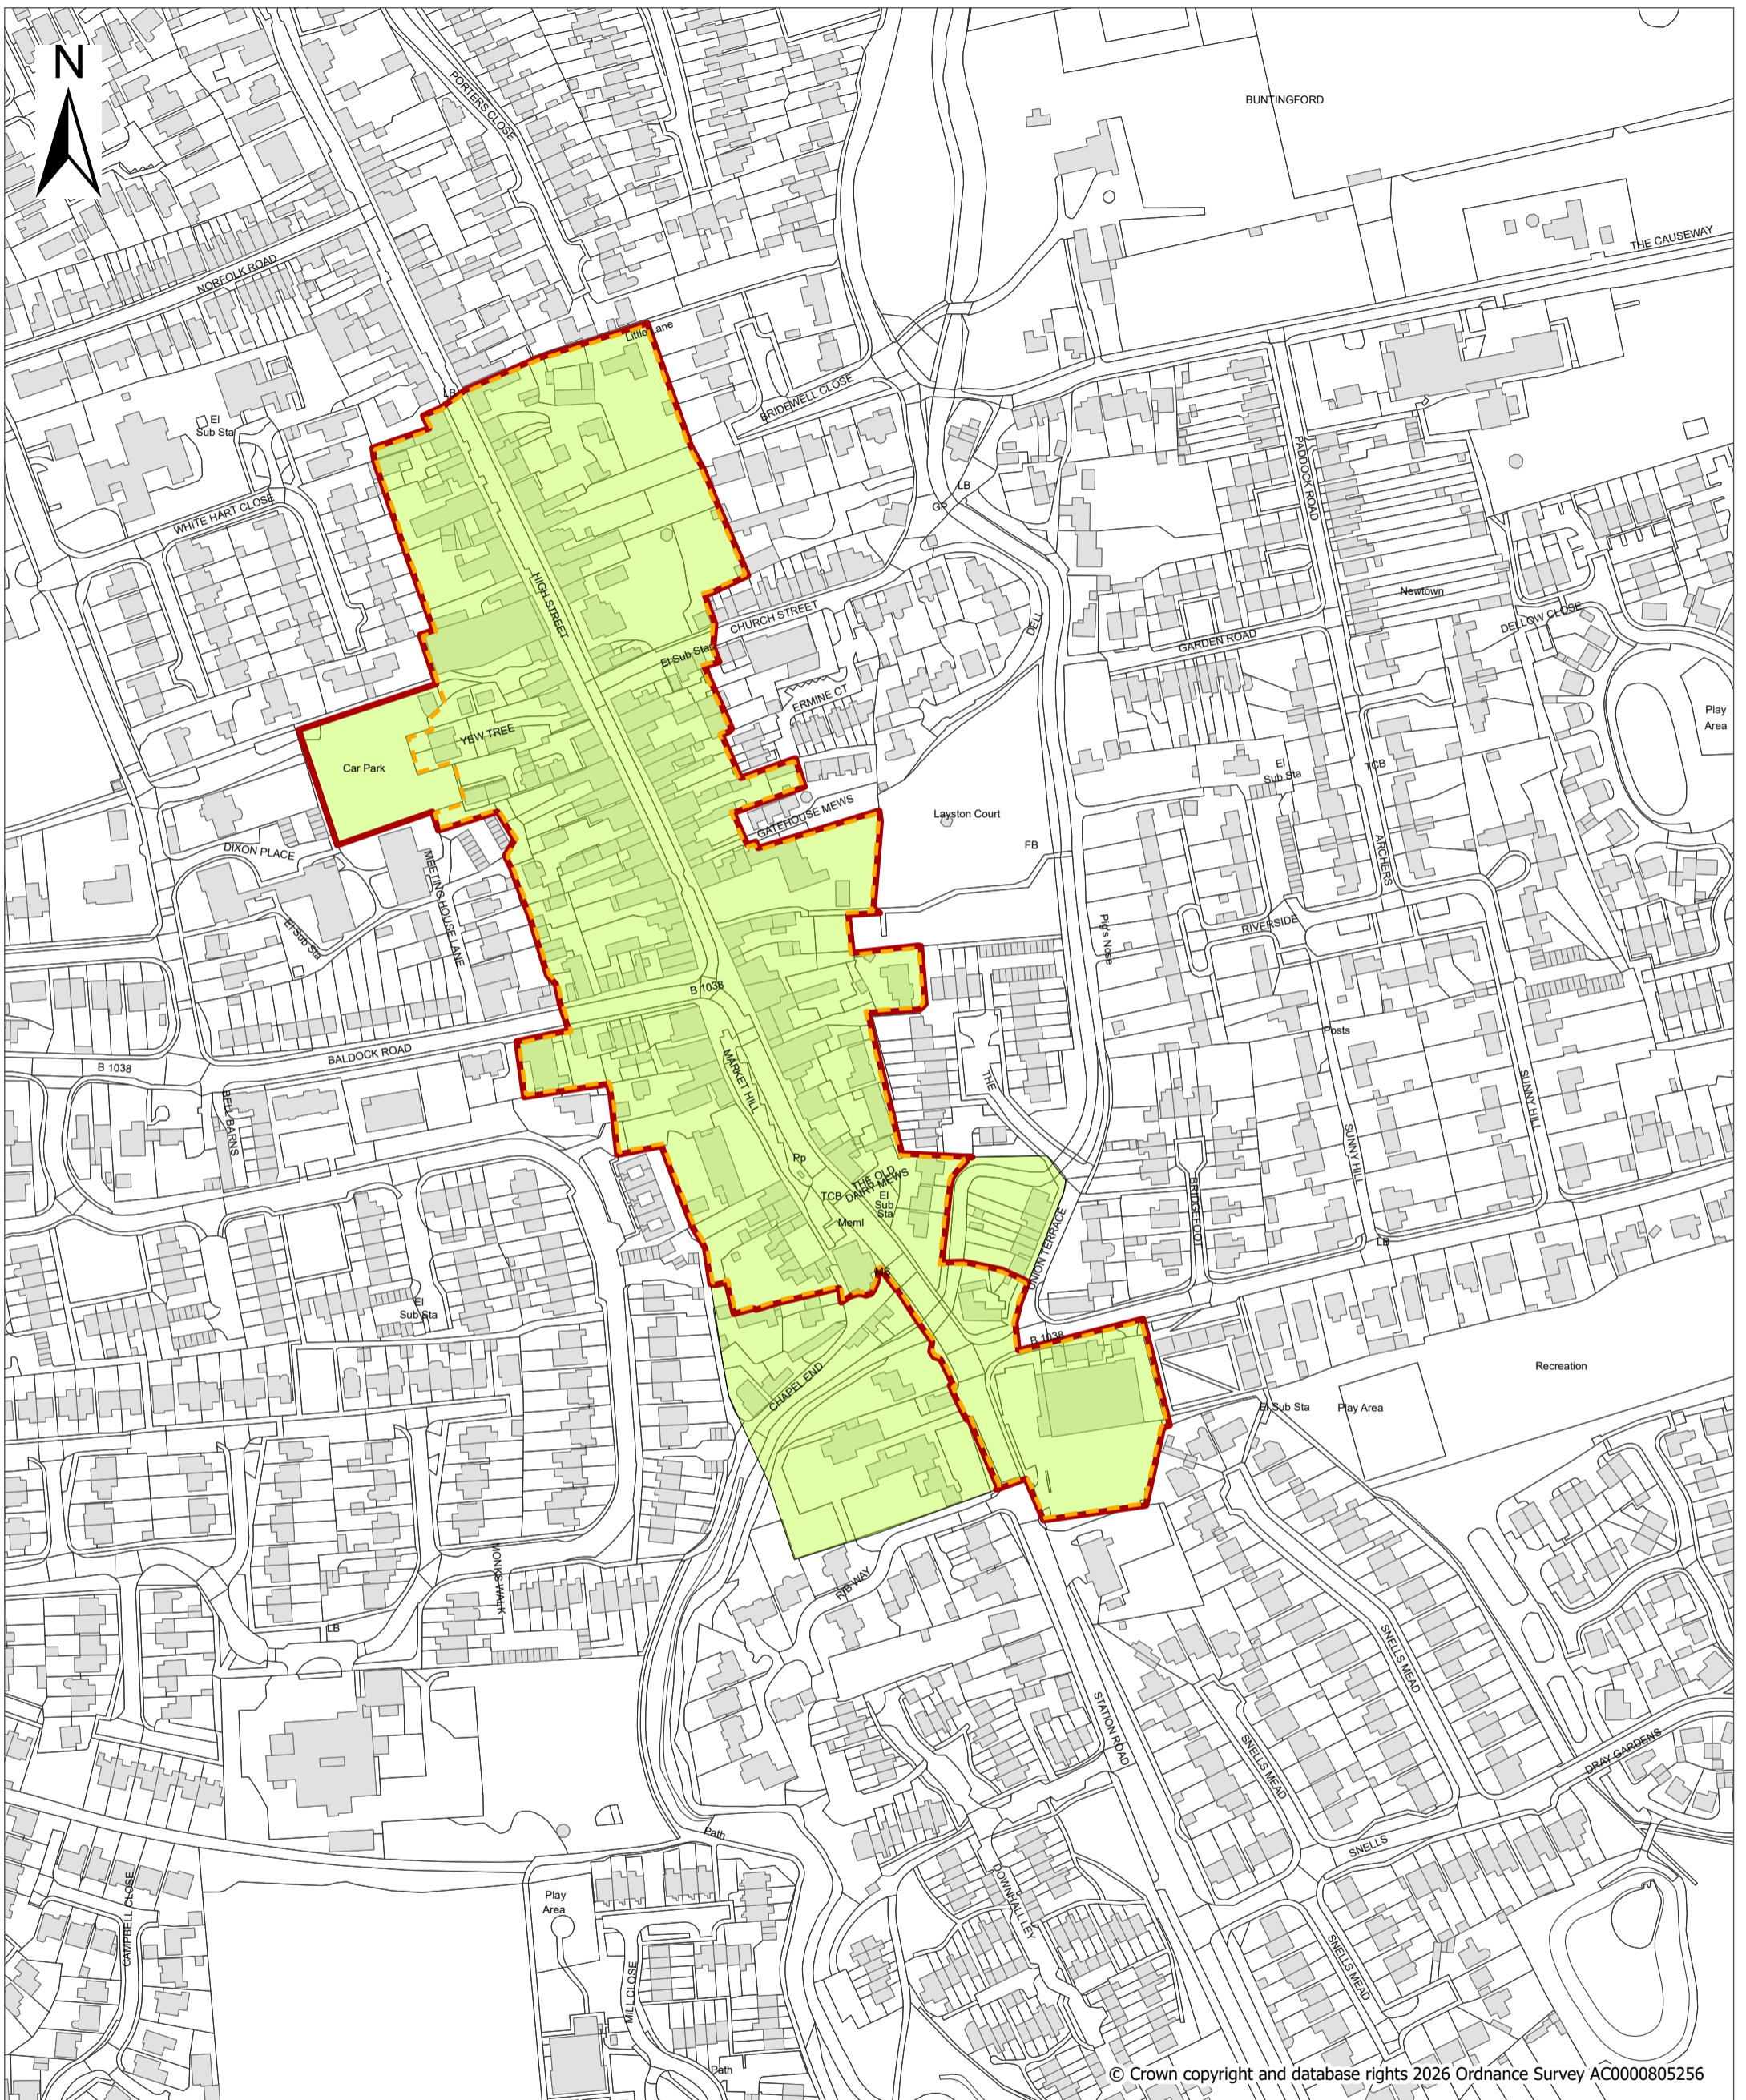 N
BUNTINGFORD
PORTERS CLOSE
THE CAUSEWAY
NORFOLK ROAD
Little Lane
BRIDEWELL CLOSE
LB
El
Sub Sta
PADDOCK ROAD
LB
GP
WHITE HART CLOSE
HIGH STREET
Newtown
CHURCH STREET
DELL
DELLOW CLOSE
GARDEN ROAD
El Sub Sta
ERMINE CT
Play
Area
YEW TREE
Car Park
El
Sub Sta
TCB
GATEHOUSE MEWS
Layston Court
FB
DIXON PLACE
MEETING HOUSE LANE
ARCHERS
El Sub Sta
RIVERSIDE
Pig's Nose
B 1038
Posts
BALDOCK ROAD
B 1038
MARKET HILL
THE
SUNNY HILL
BELL BARNS
SUNNY HILL
Pp
THE OLD
DAIRY MEWS
TCB
El
Sub
Sta
Meml
BRIDGEFOOT
UNION TERRACE
LB
MS
El
Sub Sta
B 1038
Recreation
CHAPEL END
El Sub Sta
Play Area
MONKS WALK
RIB WAY
LB
SNELLS MEAD
STATION ROAD
SNELLS MEAD
DRAY GARDENS
Path
SNELLS
CAMPBELL CLOSE
Play
Area
DOWNHALL LEY
MILL CLOSE
SNELLS MEAD
Path
© Crown copyright and database rights 2026 Ordnance Survey AC0000805256